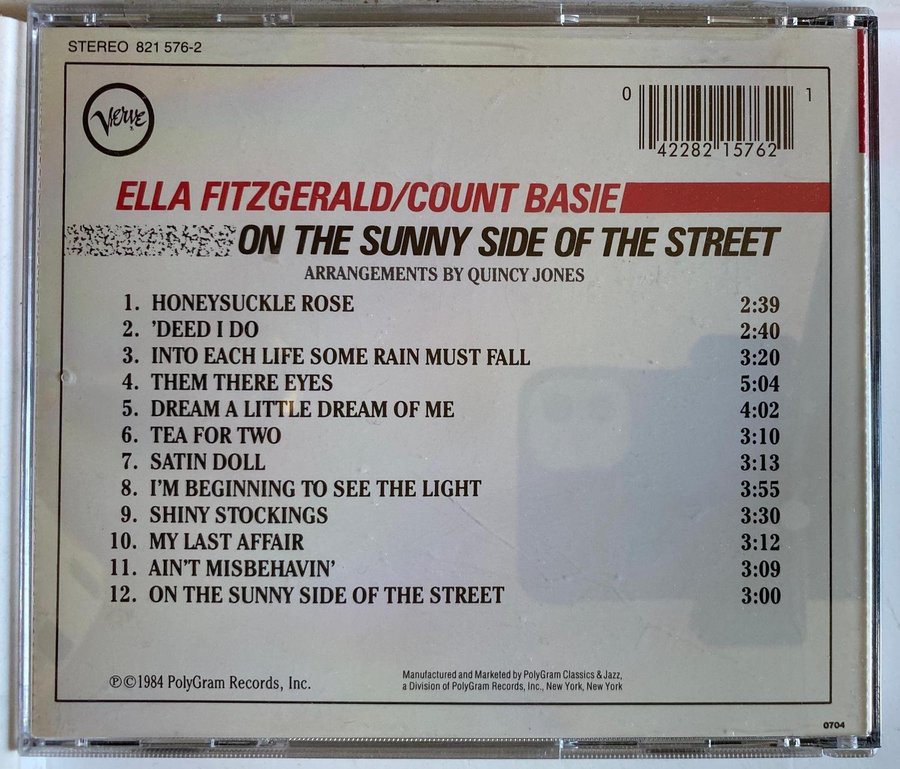 STEREO 821 576-2
Verve
0 42282 15762 1
ELLA FITZGERALD/COUNT BASIE
ON THE SUNNY SIDE OF THE STREET
ARRANGEMENTS BY QUINCY JONES
1. HONEYSUCKLE ROSE 2:39
2. 'DEED I DO 2:40
3. INTO EACH LIFE SOME RAIN MUST FALL 3:20
4. THEM THERE EYES 5:04
5. DREAM A LITTLE DREAM OF ME 4:02
6. TEA FOR TWO 3:10
7. SATIN DOLL 3:13
8. I'M BEGINNING TO SEE THE LIGHT 3:55
9. SHINY STOCKINGS 3:30
10. MY LAST AFFAIR 3:12
11. AIN'T MISBEHAVIN' 3:09
12. ON THE SUNNY SIDE OF THE STREET 3:00
℗©1984 PolyGram Records, Inc.
Manufactured and Marketed by PolyGram Classics & Jazz,
a Division of PolyGram Records, Inc., New York, New York
0704